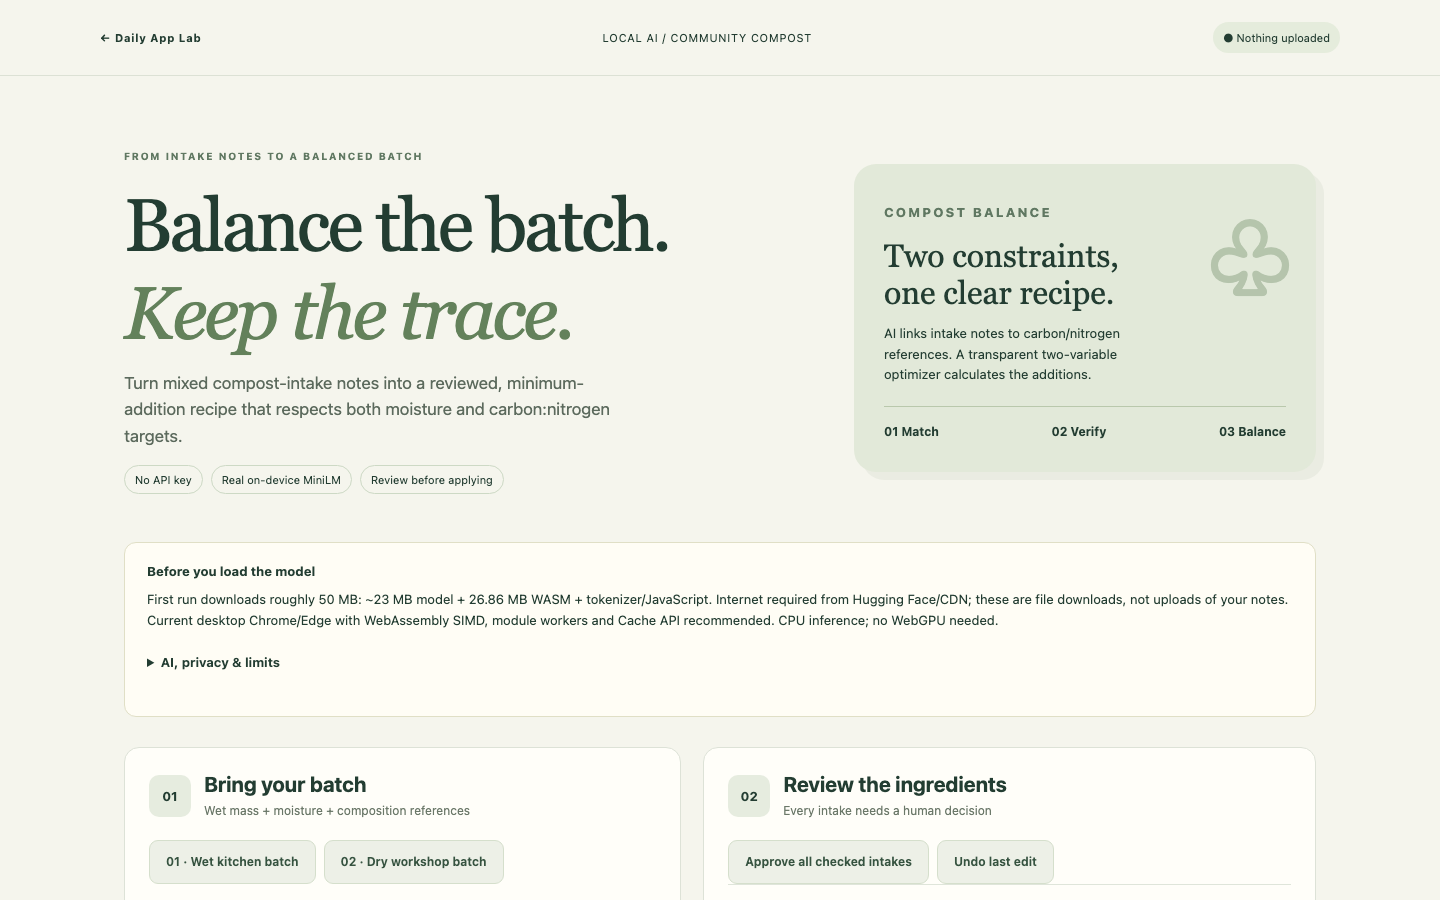 ← Daily App Lab
LOCAL AI / COMMUNITY COMPOST
● Nothing uploaded
FROM INTAKE NOTES TO A BALANCED BATCH
Balance the batch.
Keep the trace.
Turn mixed compost-intake notes into a reviewed, minimum-
addition recipe that respects both moisture and carbon:nitrogen
targets.
No API key
Real on-device MiniLM
Review before applying
COMPOST BALANCE
Two constraints,
one clear recipe.
AI links intake notes to carbon/nitrogen
references. A transparent two-variable
optimizer calculates the additions.
01 Match
02 Verify
03 Balance
Before you load the model
First run downloads roughly 50 MB: ~23 MB model + 26.86 MB WASM + tokenizer/JavaScript. Internet required from Hugging Face/CDN; these are file downloads, not uploads of your notes.
Current desktop Chrome/Edge with WebAssembly SIMD, module workers and Cache API recommended. CPU inference; no WebGPU needed.
▶ AI, privacy & limits
01
Bring your batch
Wet mass + moisture + composition references
01 · Wet kitchen batch
02 · Dry workshop batch
02
Review the ingredients
Every intake needs a human decision
Approve all checked intakes
Undo last edit